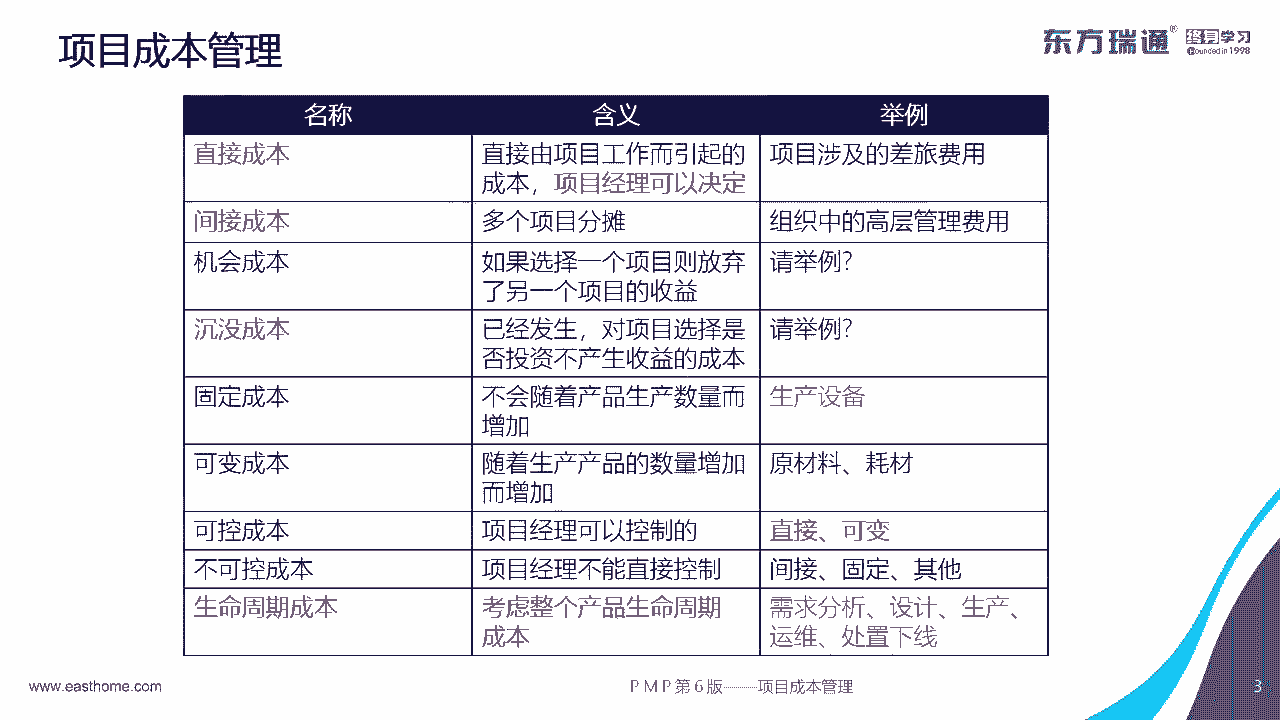 项目成本管理
东方瑞通® 终身学习
Founded in 1998
名称 含义 举例
直接成本 直接由项目工作而引起的 项目涉及的差旅费用
成本，项目经理可以决定
间接成本 多个项目分摊 组织中的高层管理费用
机会成本 如果选择一个项目则放弃 请举例？
了另一个项目的收益
沉没成本 已经发生，对项目选择是 请举例？
否投资不产生收益的成本
固定成本 不会随着产品生产数量而 生产设备
增加
可变成本 随着生产产品的数量增加 原材料、耗材
而增加
可控成本 项目经理可以控制的 直接、可变
不可控成本 项目经理不能直接控制 间接、固定、其他
生命周期成本 考虑整个产品生命周期 需求分析、设计、生产、
成本 运维、处置下线
www.easthome.com PMP第6版——项目成本管理 3